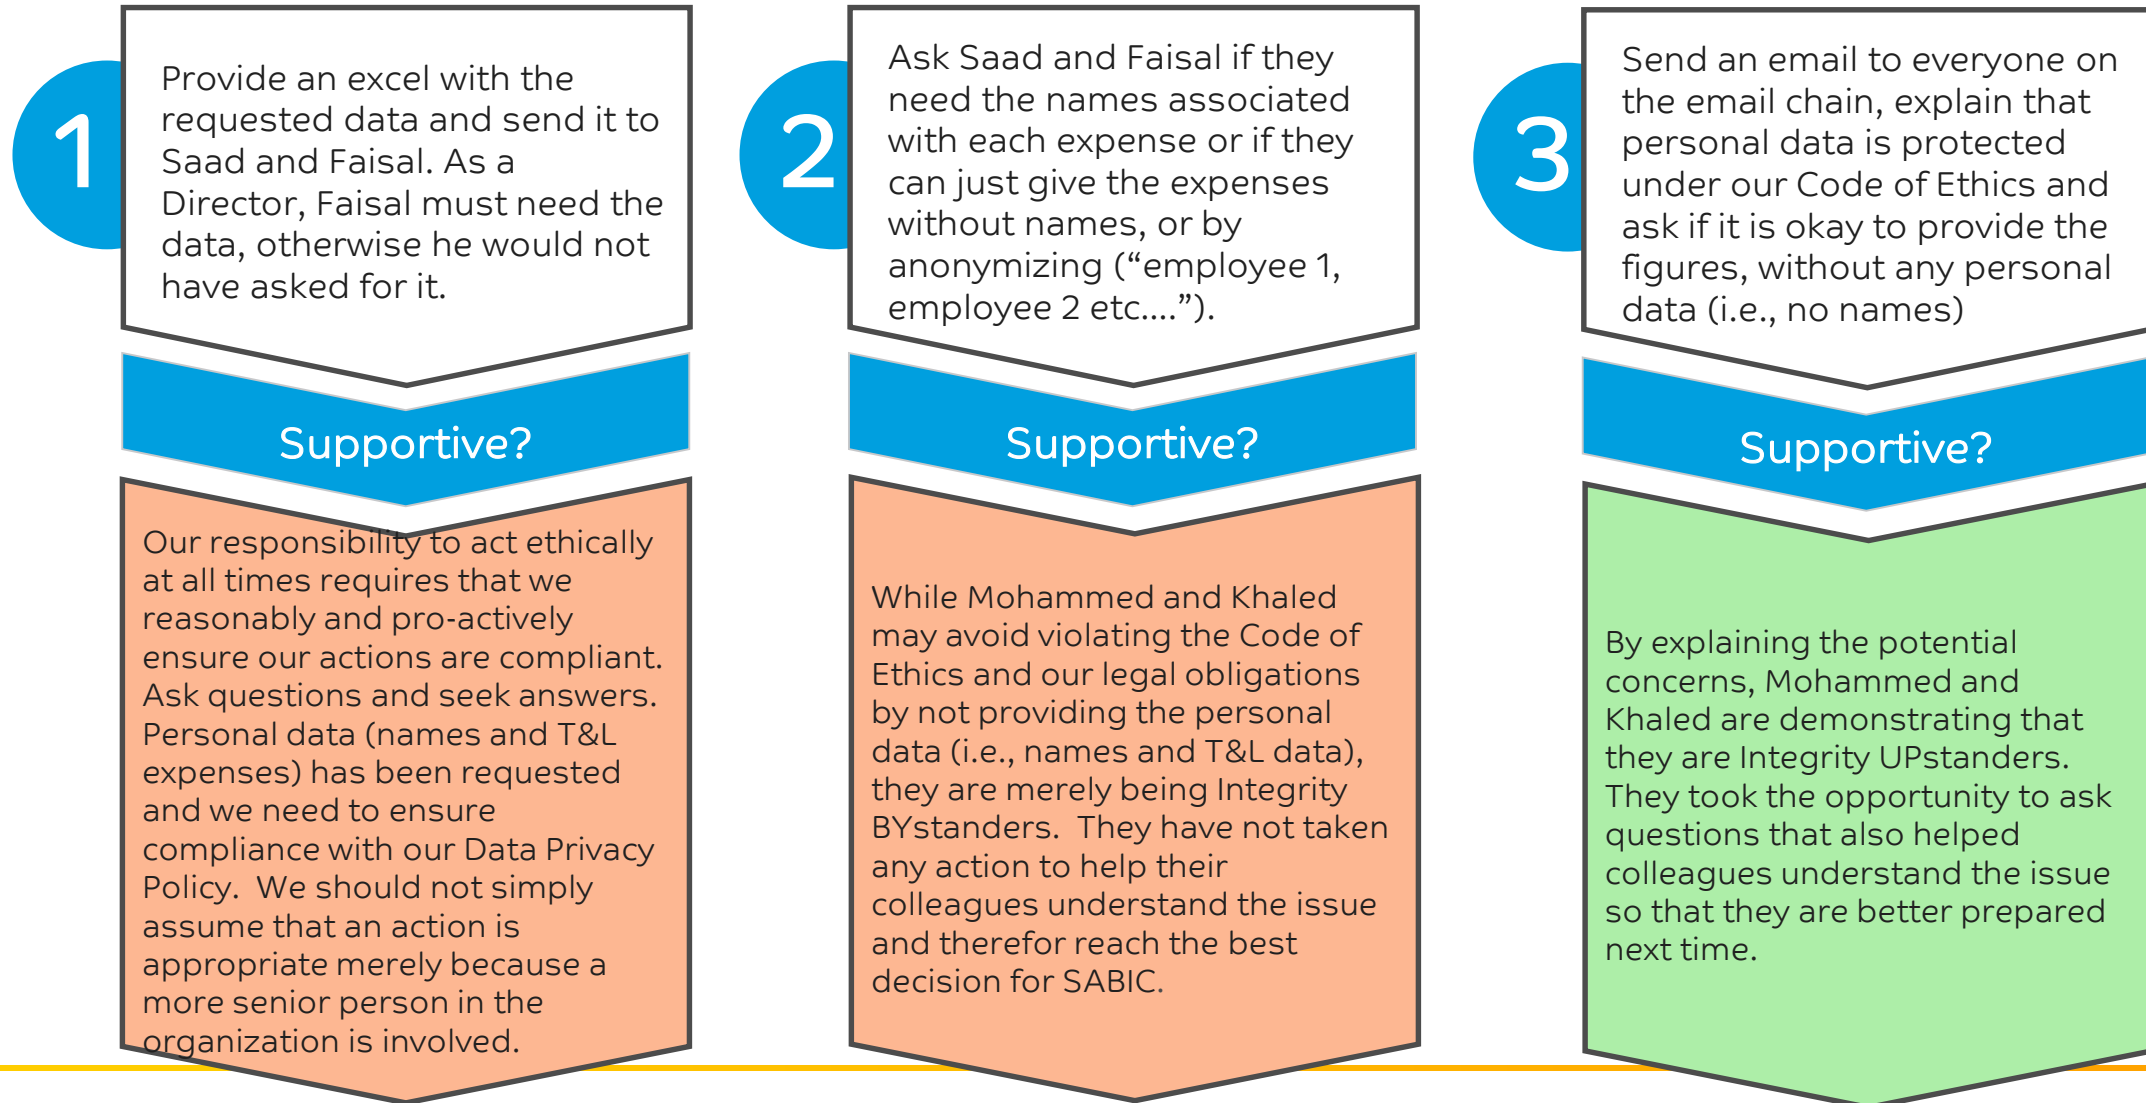 1
Provide an excel with the
requested data and send it to
Saad and Faisal. As a
Director, Faisal must need the
data, otherwise he would not
have asked for it.
Supportive?
Our responsibility to act ethically
at all times requires that we
reasonably and pro-actively
ensure our actions are compliant.
Ask questions and seek answers.
Personal data (names and T&L
expenses) has been requested
and we need to ensure
compliance with our Data Privacy
Policy.  We should not simply
assume that an action is
appropriate merely because a
more senior person in the
organization is involved.
2
Ask Saad and Faisal if they
need the names associated
with each expense or if they
can just give the expenses
without names, or by
anonymizing (“employee 1,
employee 2 etc....”).
Supportive?
While Mohammed and Khaled
may avoid violating the Code of
Ethics and our legal obligations
by not providing the personal
data (i.e., names and T&L data),
they are merely being Integrity
BYstanders.  They have not taken
any action to help their
colleagues understand the issue
and therefor reach the best
decision for SABIC.
3
Send an email to everyone on
the email chain, explain that
personal data is protected
under our Code of Ethics and
ask if it is okay to provide the
figures, without any personal
data (i.e., no names)
Supportive?
By explaining the potential
concerns, Mohammed and
Khaled are demonstrating that
they are Integrity UPstanders.
They took the opportunity to ask
questions that also helped
colleagues understand the issue
so that they are better prepared
next time.